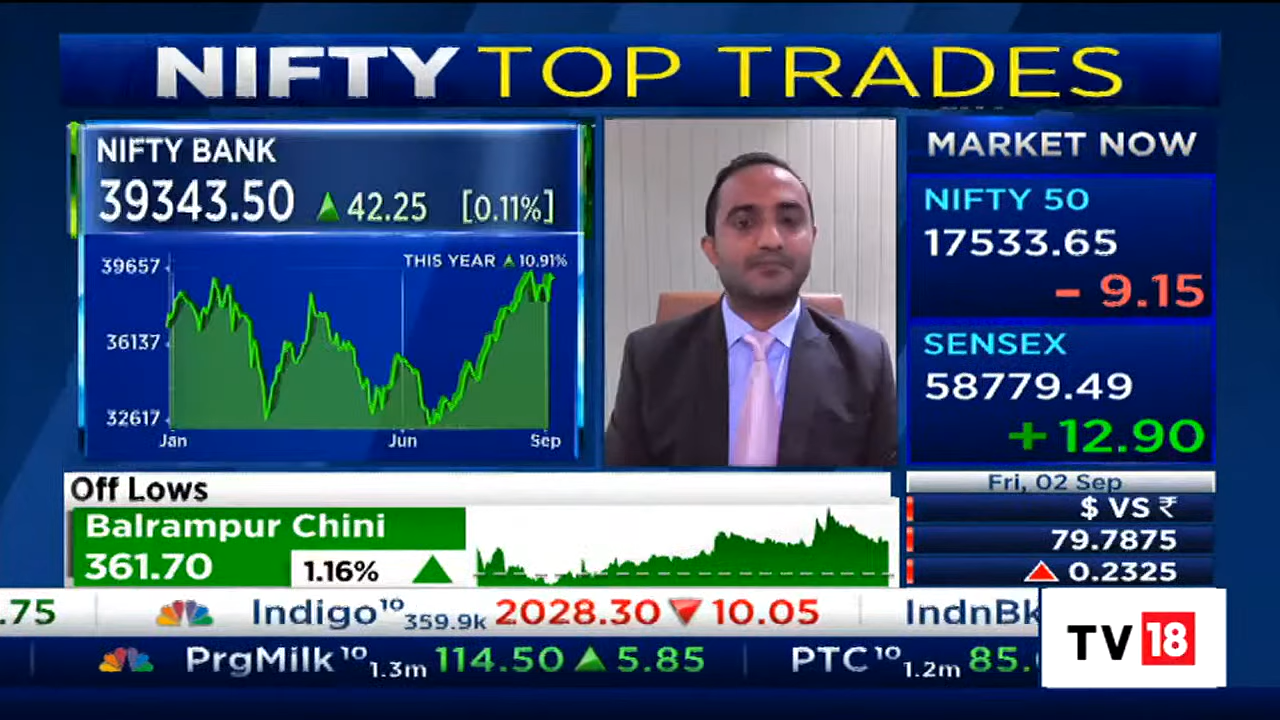 NIFTY TOP TRADES
NIFTY BANK
39343.50 ▲ 42.25 [0.11%]
THIS YEAR ▲ 10.91%
39657
36137
32617
Jan Jun Sep
MARKET NOW
NIFTY 50
17533.65
- 9.15
SENSEX
58779.49
+ 12.90
Fri, 02 Sep
$ VS ₹
79.7875
▲ 0.2325
Off Lows
Balrampur Chini
361.70 1.16% ▲
.75 Indigo¹⁰ 359.9k 2028.30 ▼ 10.05 IndnBk
PrgMilk¹⁰ 1.3m 114.50 ▲ 5.85 PTC¹⁰ 1.2m 85.
TV18